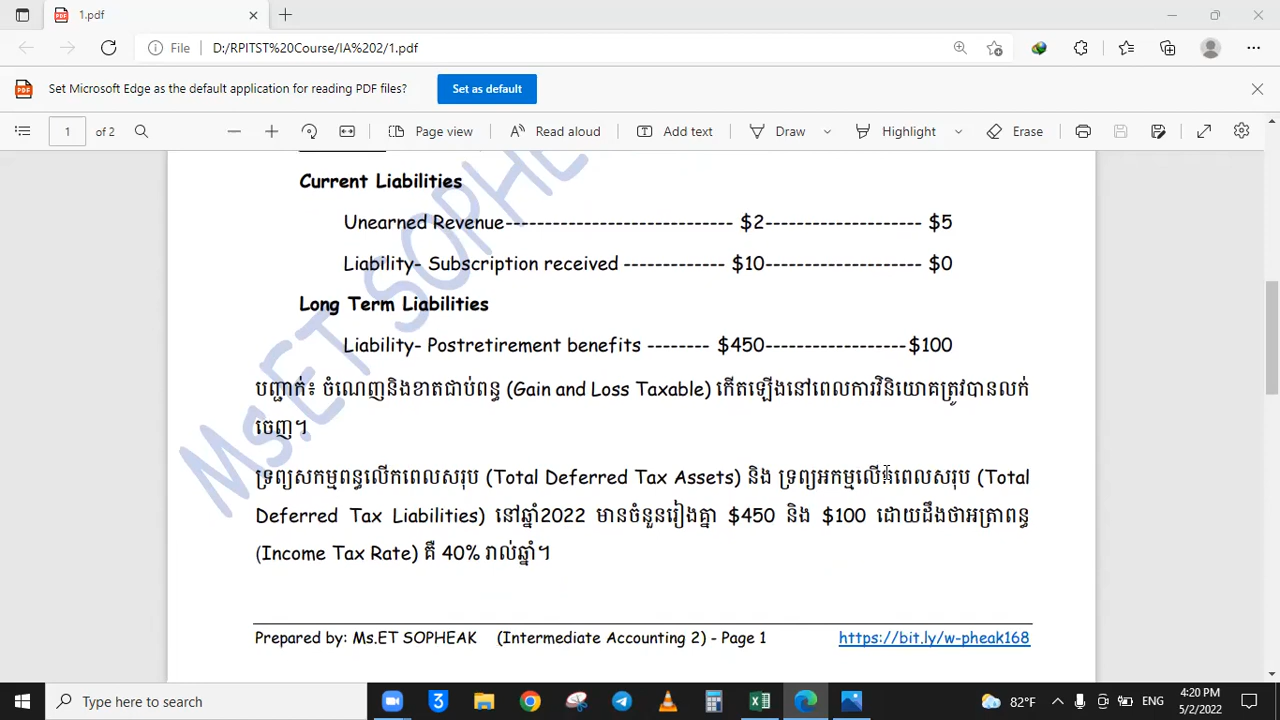 1.pdf
File D:/RPITST%20Course/IA%202/1.pdf
Set Microsoft Edge as the default application for reading PDF files? Set as default
1 of 2 Page view Read aloud Add text Draw Highlight Erase
Current Liabilities
Unearned Revenue----------------------------- $2-------------------- $5
Liability- Subscription received ------------- $10-------------------- $0
Long Term Liabilities
Liability- Postretirement benefits -------- $450------------------$100
បញ្ជាក់៖ ចំណេញនិងខាតជាប់ពន្ធ (Gain and Loss Taxable) កើតឡើងនៅពេលការវិនិយោគត្រូវបានលក់
ចេញ។
ទ្រព្យសកម្មពន្ធលើកពេលសរុប (Total Deferred Tax Assets) និង ទ្រព្យអកម្មលើកពេលសរុប (Total
Deferred Tax Liabilities) នៅឆ្នាំ2022 មានចំនួនរៀងគ្នា $450 និង $100 ដោយដឹងថាអត្រាពន្ធ
(Income Tax Rate) គឺ 40% រាល់ឆ្នាំ។
Prepared by: Ms.ET SOPHEAK (Intermediate Accounting 2) - Page 1 https://bit.ly/w-pheak168
Ms.ET SOPHE
Type here to search 82°F ENG 4:20 PM
5/2/2022